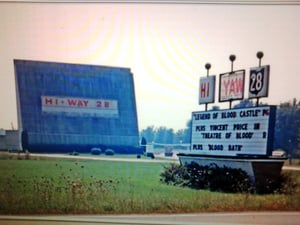 HI-WAY 28
HI WAY 28
"LEGEND OF BLOOD CASTLE" PG
PLUS VINCENT PRICE IN
"THEATRE OF BLOOD" R
PLUS "BLOOD BATH"